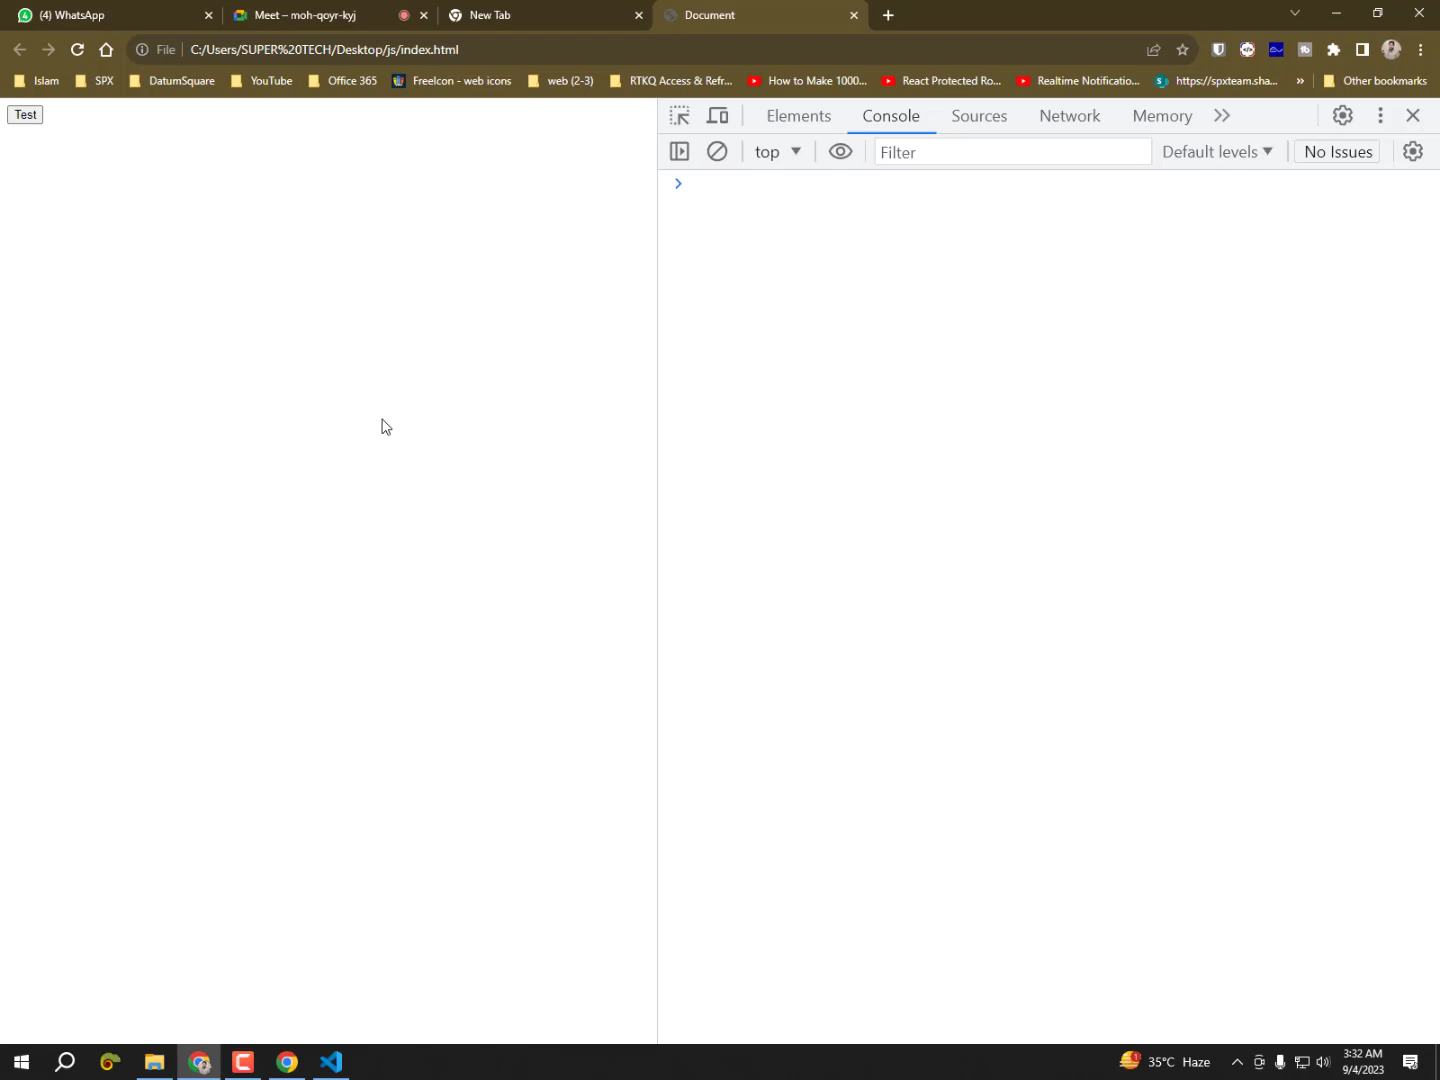 (4) WhatsApp
Meet – moh-qoyr-kyj
New Tab
Document
File
C:/Users/SUPER%20TECH/Desktop/js/index.html
Islam
SPX
DatumSquare
YouTube
Office 365
FreeIcon - web icons
web (2-3)
RTKQ Access & Refr...
How to Make 1000...
React Protected Ro...
Realtime Notificatio...
https://spxteam.sha...
»
Other bookmarks
Test
Elements
Console
Sources
Network
Memory
top
Filter
Default levels
No Issues
35°C Haze
3:32 AM
9/4/2023